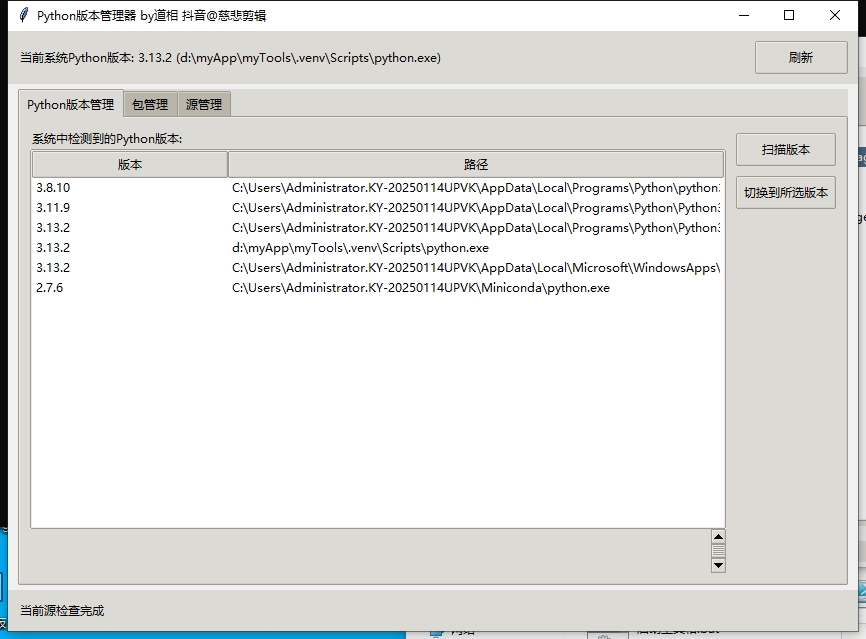 Python版本管理器 by道相 抖音@慈悲剪辑
当前系统Python版本: 3.13.2 (d:\myApp\myTools\.venv\Scripts\python.exe)
刷新
Python版本管理 包管理 源管理
系统中检测到的Python版本:
扫描版本
版本 路径
切换到所选版本
3.8.10 C:\Users\Administrator.KY-20250114UPVK\AppData\Local\Programs\Python\python3
3.11.9 C:\Users\Administrator.KY-20250114UPVK\AppData\Local\Programs\Python\Python3
3.13.2 C:\Users\Administrator.KY-20250114UPVK\AppData\Local\Programs\Python\Python3
3.13.2 d:\myApp\myTools\.venv\Scripts\python.exe
3.13.2 C:\Users\Administrator.KY-20250114UPVK\AppData\Local\Microsoft\WindowsApps\
2.7.6 C:\Users\Administrator.KY-20250114UPVK\Miniconda\python.exe
当前源检查完成